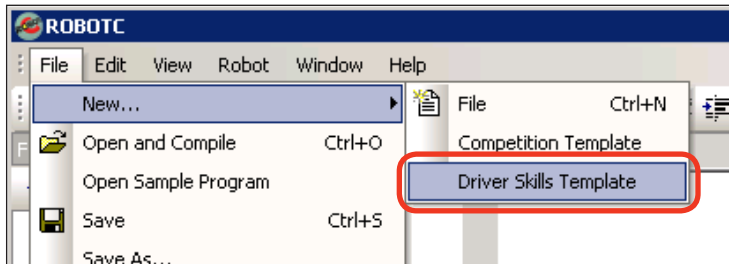 ROBOTC
File Edit View Robot Window Help
New...
File Ctrl+N
Open and Compile Ctrl+O
Competition Template
Open Sample Program
Driver Skills Template
Save Ctrl+S
Save As...